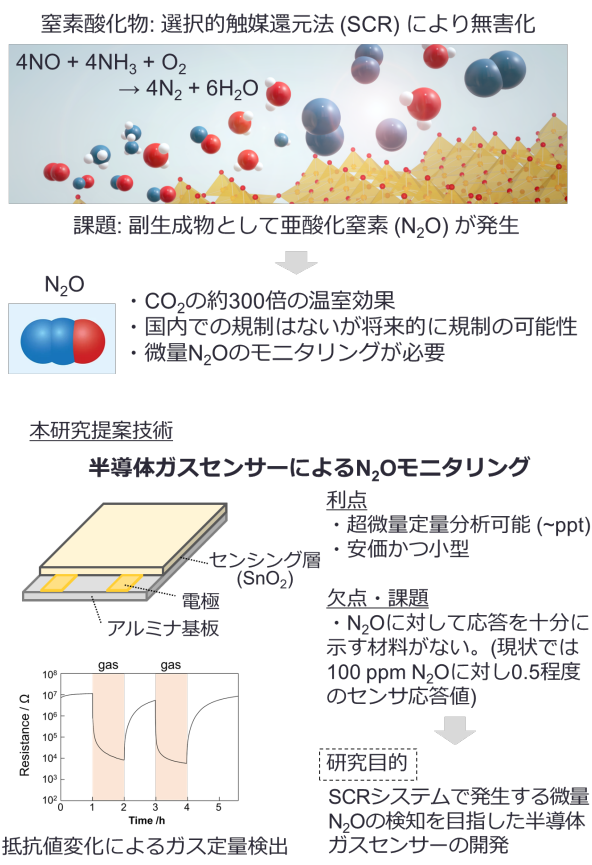 窒素酸化物: 選択的触媒還元法 (SCR) により無害化
4NO + 4NH₃ + O₂
→ 4N₂ + 6H₂O
課題: 副生成物として亜酸化窒素 (N₂O) が発生
N₂O
・CO₂の約300倍の温室効果
・国内での規制はないが将来的に規制の可能性
・微量N₂Oのモニタリングが必要
本研究提案技術
半導体ガスセンサーによるN₂Oモニタリング
センシング層
(SnO₂)
電極
アルミナ基板
利点
・超微量定量分析可能 (~ppt)
・安価かつ小型
欠点・課題
・N₂Oに対して応答を十分に
示す材料がない。(現状では
100 ppm N₂Oに対し0.5程度
のセンサ応答値)
gas
gas
Resistance / Ω
10⁸
10⁷
10⁶
10⁵
10⁴
10³
10²
0 1 2 3 4 5
Time /h
抵抗値変化によるガス定量検出
研究目的
SCRシステムで発生する微量
N₂Oの検知を目指した半導体
ガスセンサーの開発